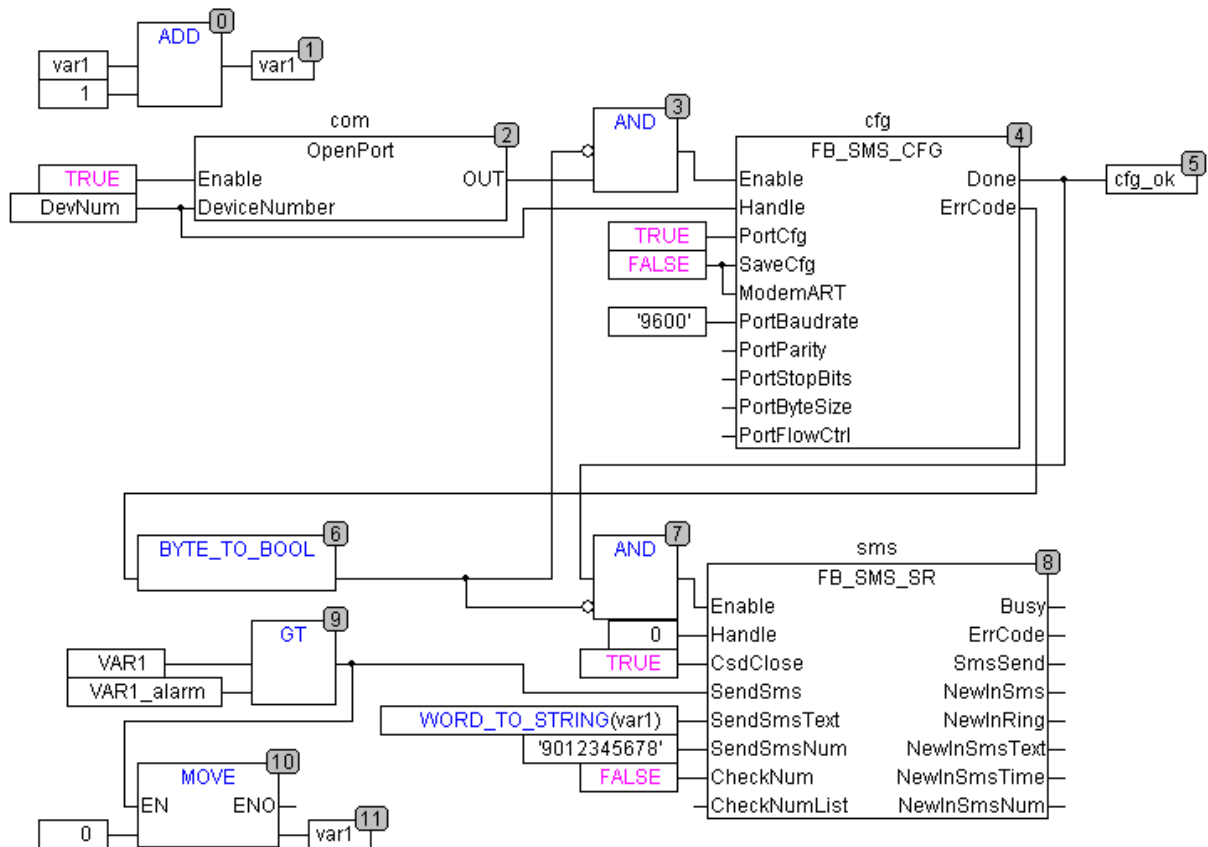 0
ADD
1
var1
var1
1
com
2
3
AND
cfg
4
OpenPort
FB_SMS_CFG
5
TRUE
Enable
OUT
Enable
Done
cfg_ok
DevNum
DeviceNumber
Handle
ErrCode
TRUE
PortCfg
FALSE
SaveCfg
ModemART
'9600'
PortBaudrate
PortParity
PortStopBits
PortByteSize
PortFlowCtrl
6
BYTE_TO_BOOL
7
AND
sms
8
FB_SMS_SR
Enable
Busy
9
GT
0
Handle
ErrCode
VAR1
TRUE
CsdClose
SmsSend
VAR1_alarm
SendSms
NewInSms
WORD_TO_STRING(var1)
SendSmsText
NewInRing
'9012345678'
SendSmsNum
NewInSmsText
10
MOVE
FALSE
CheckNum
NewInSmsTime
EN
ENO
CheckNumList
NewInSmsNum
11
0
var1